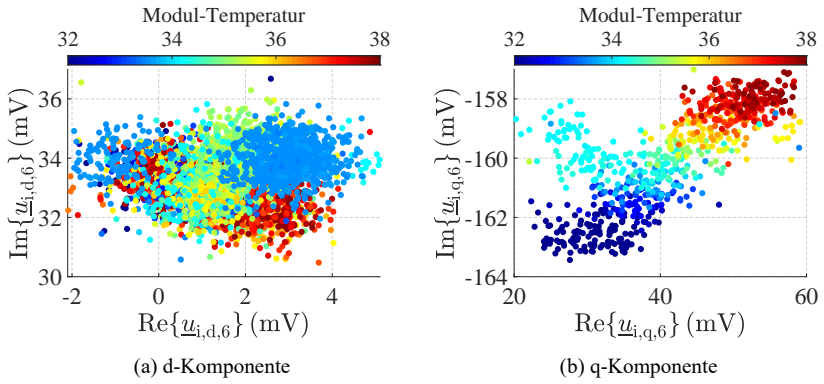 Modul-Temperatur
32 34 36 38
Im{u_i,d,6} (mV)
36
34
32
30
-2 0 2 4
Re{u_i,d,6} (mV)
(a) d-Komponente
Modul-Temperatur
32 34 36 38
Im{u_i,q,6} (mV)
-158
-160
-162
-164
20 40 60
Re{u_i,q,6} (mV)
(b) q-Komponente